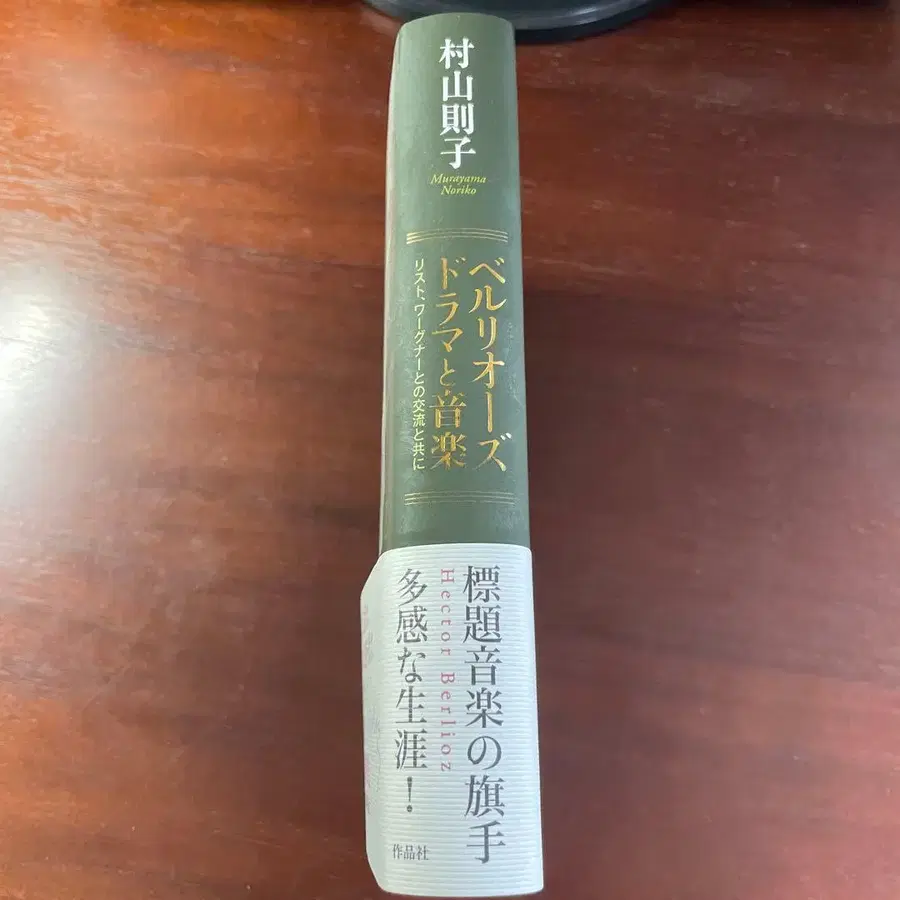 村山則子
Murayama
Noriko
ベルリオーズ
ドラマと音楽
リスト、ワーグナーとの交流と共に
標題音楽の旗手
Hector Berlioz
多感な生涯!
作品社